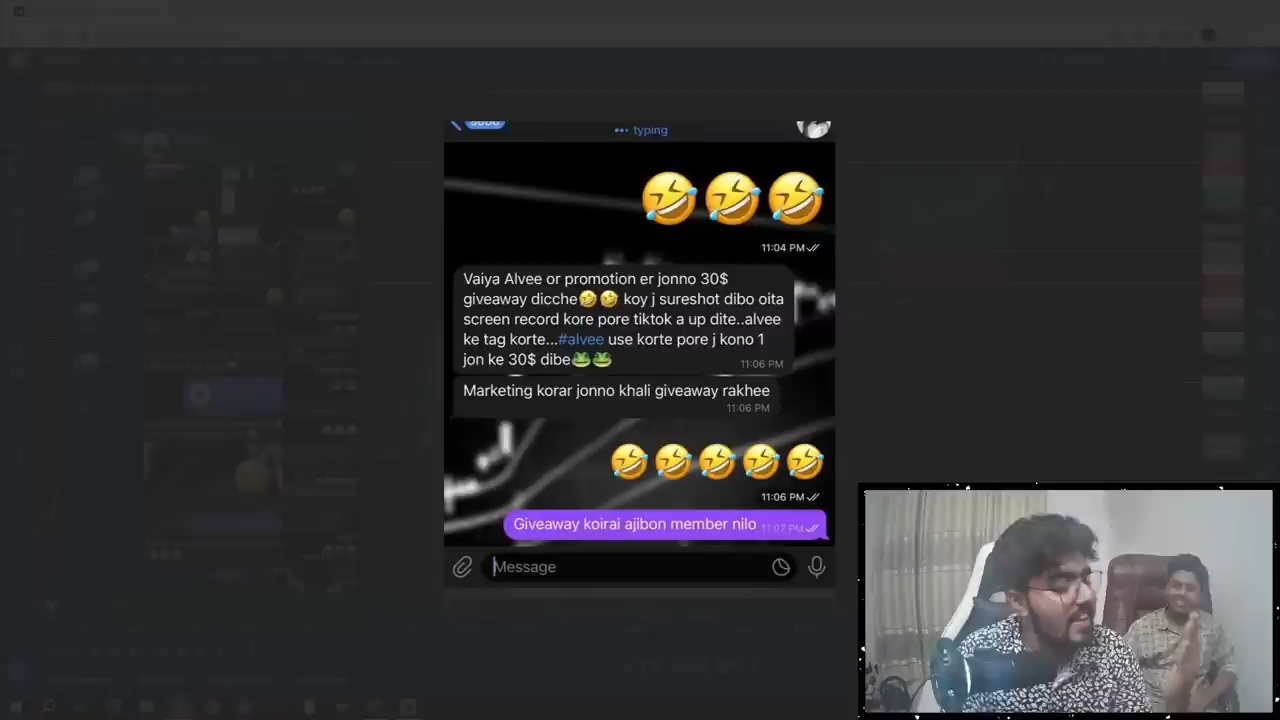 typing
11:04 PM
Vaiya Alvee or promotion er jonno 30$
giveaway dicche🤣🤣 koy j sureshot dibo oita
screen record kore pore tiktok a up dite..alvee
ke tag korte...#alvee use korte pore j kono 1
jon ke 30$ dibe🐸🐸
11:06 PM
Marketing korar jonno khali giveaway rakhee
11:06 PM
11:06 PM
Giveaway koirai ajibon member nilo 11:07 PM
Message